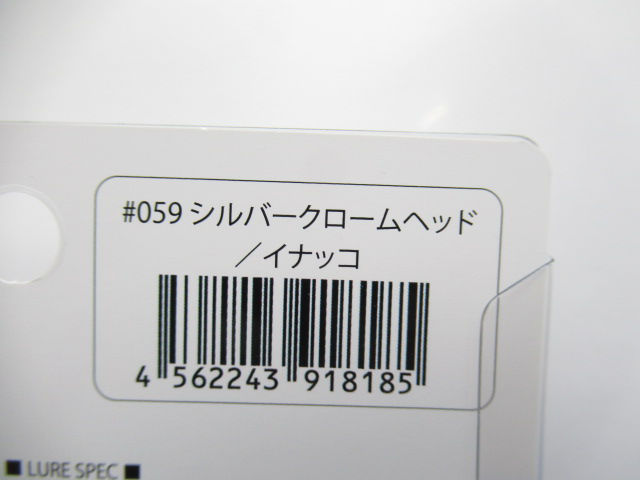 #059 シルバークロームヘッド
／イナッコ
4 562243 918185
■ LURE SPEC ■